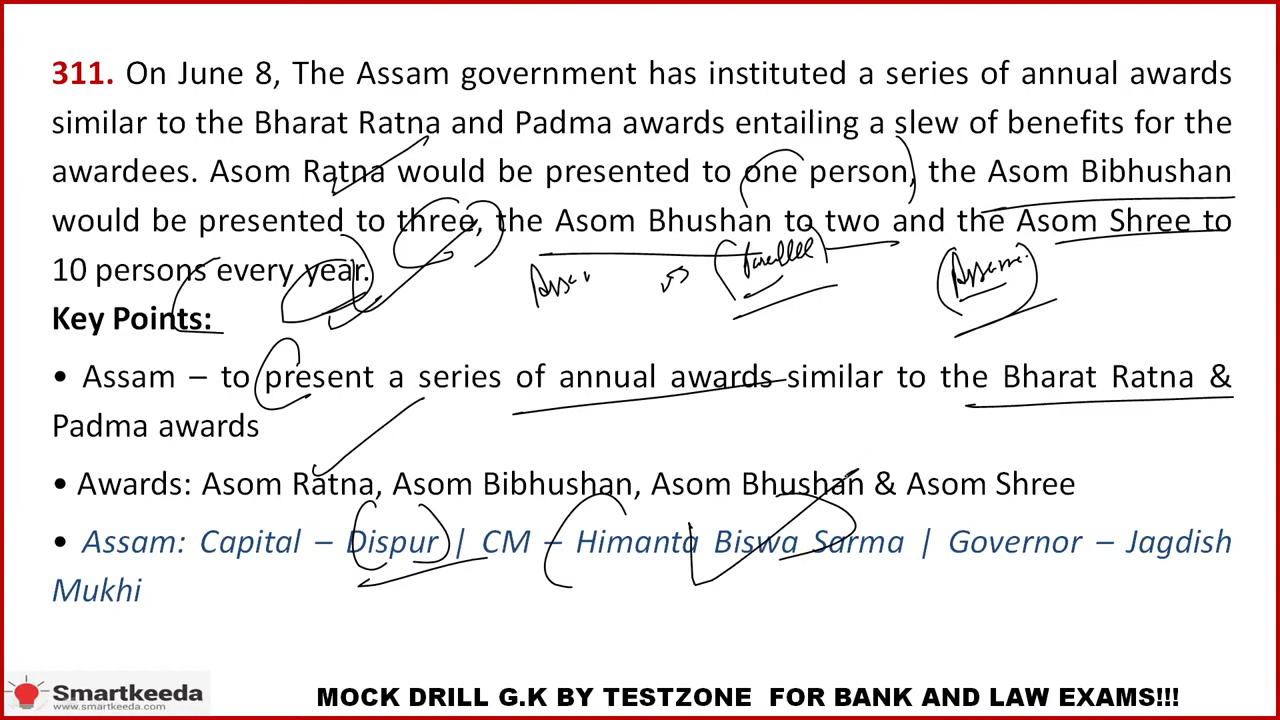 311. On June 8, The Assam government has instituted a series of annual awards
similar to the Bharat Ratna and Padma awards entailing a slew of benefits for the
awardees. Asom Ratna would be presented to one person, the Asom Bibhushan
would be presented to three, the Asom Bhushan to two and the Asom Shree to
10 persons every year.
Key Points:
• Assam – to present a series of annual awards similar to the Bharat Ratna &
Padma awards
• Awards: Asom Ratna, Asom Bibhushan, Asom Bhushan & Asom Shree
• Assam: Capital – Dispur | CM – Himanta Biswa Sarma | Governor – Jagdish
Mukhi
Smartkeeda
www.smartkeeda.com
MOCK DRILL G.K BY TESTZONE FOR BANK AND LAW EXAMS!!!